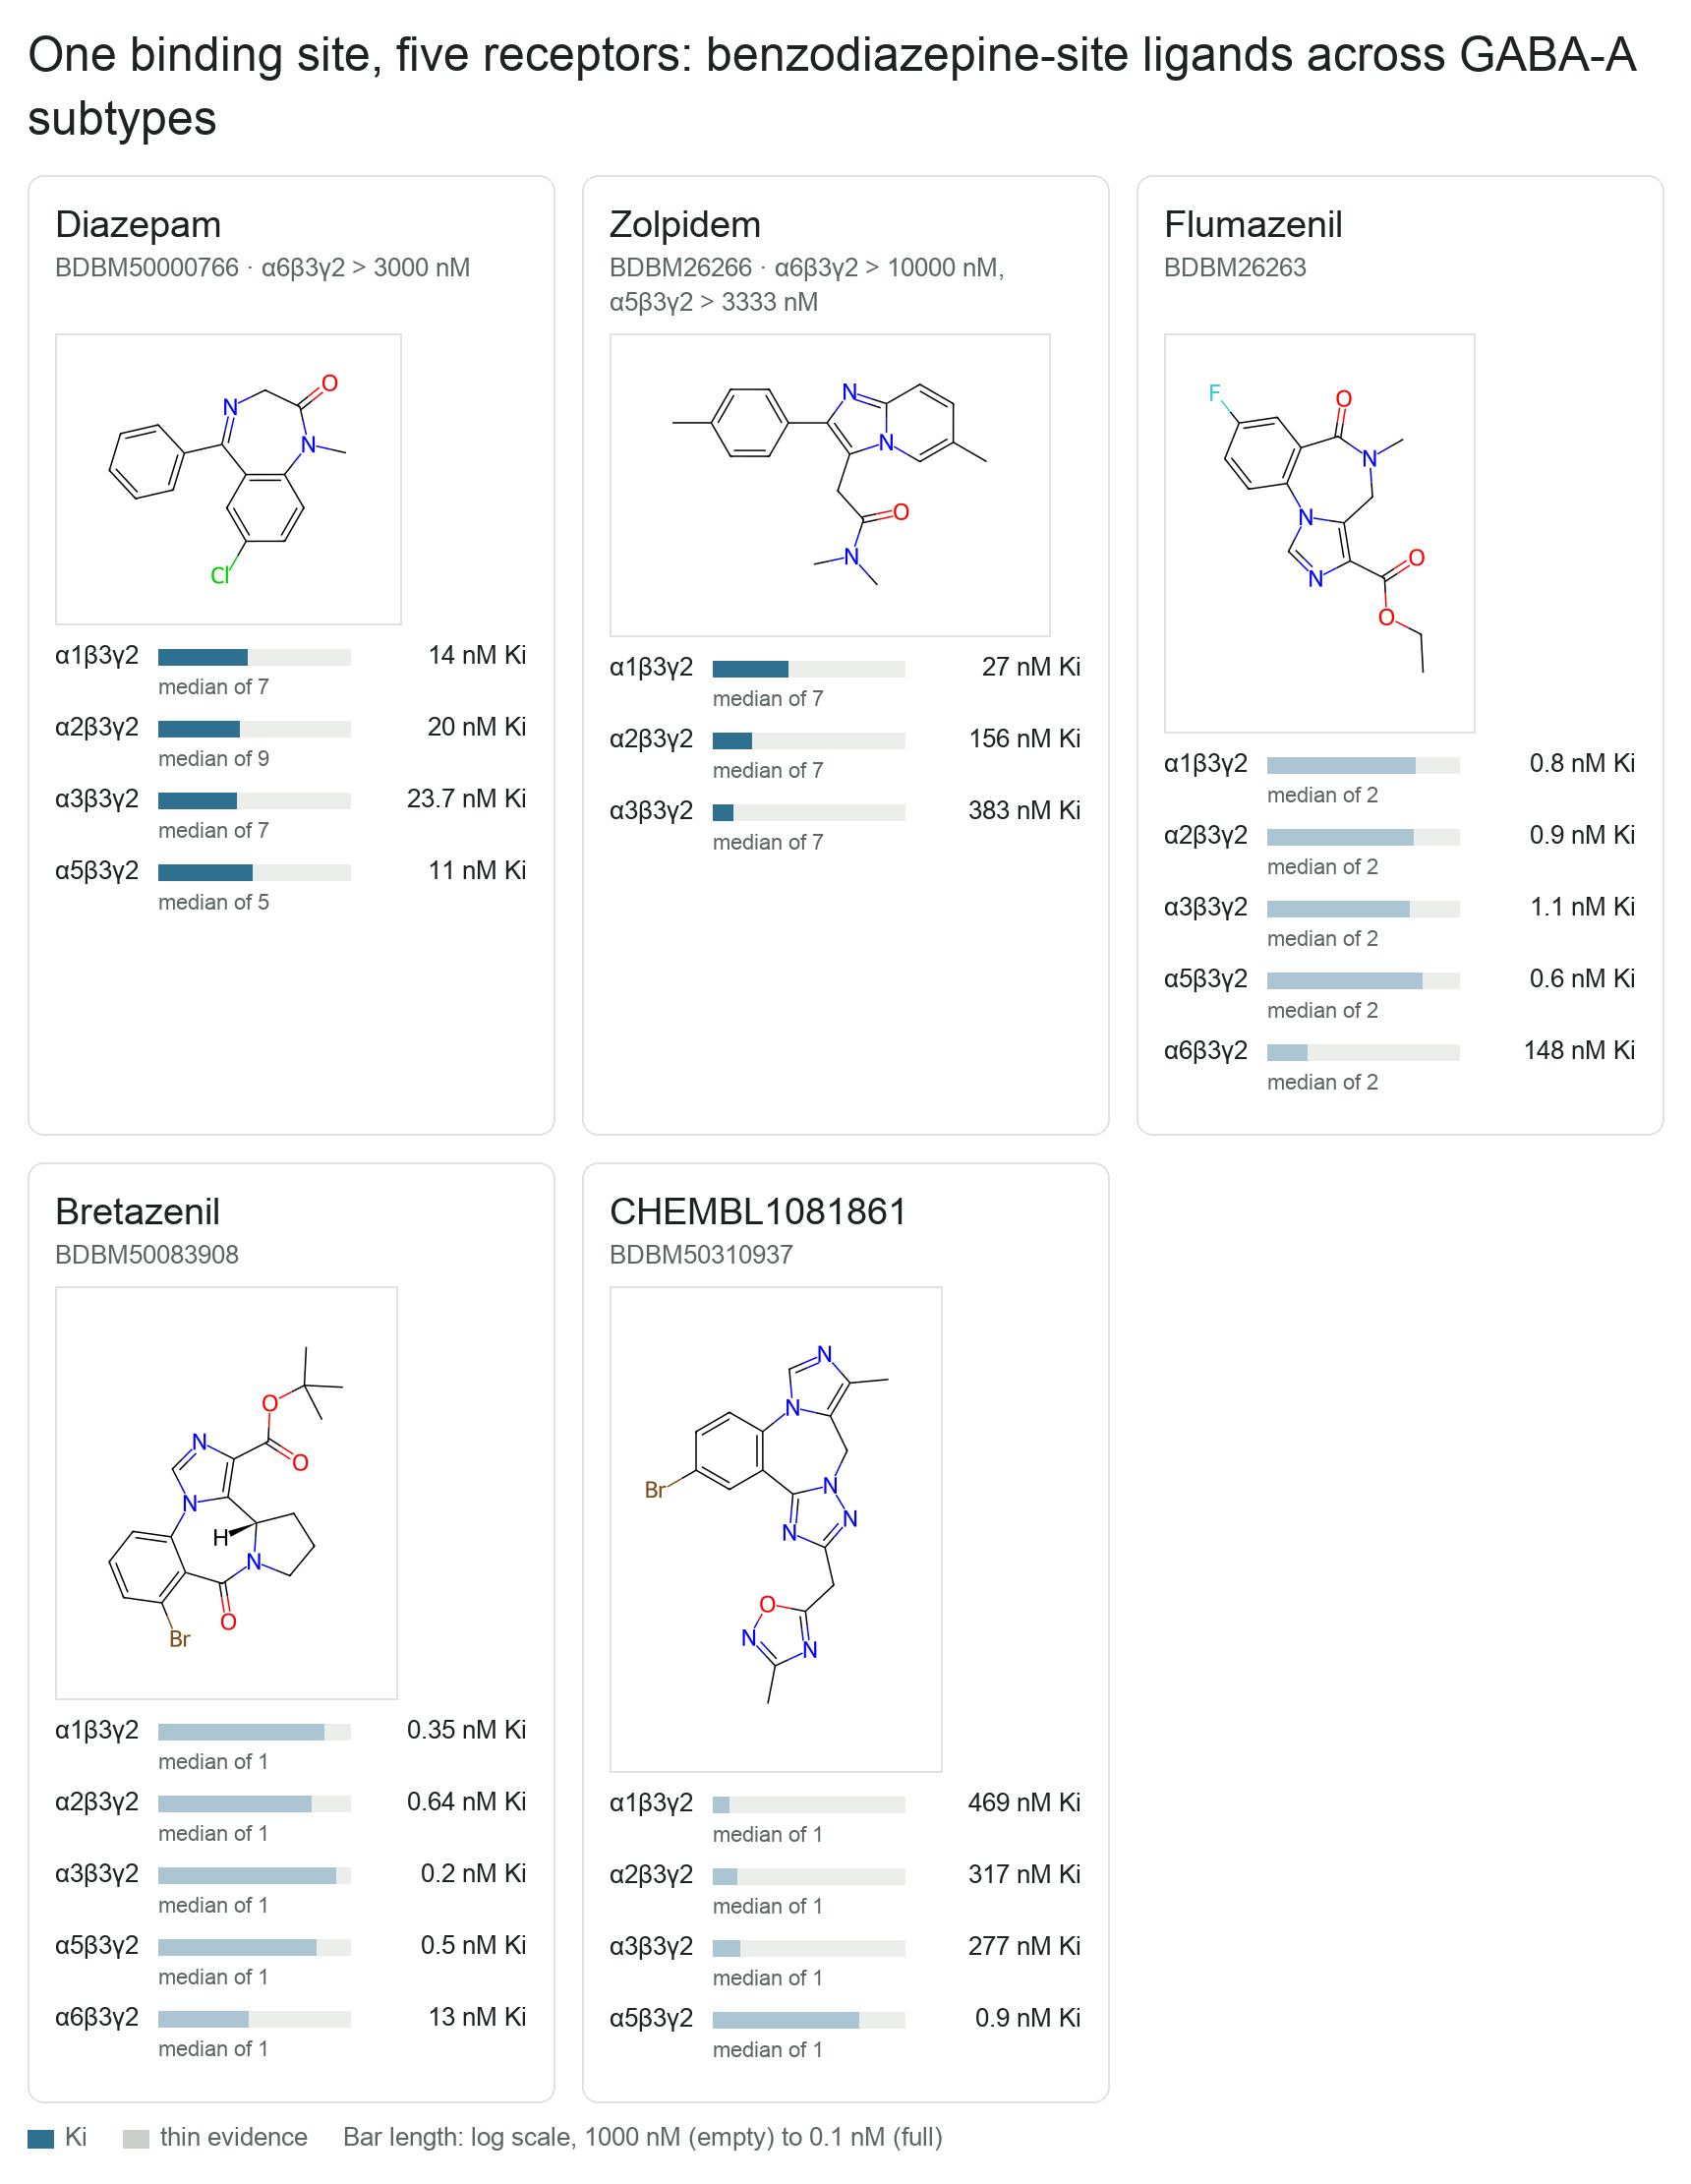 One binding site, five receptors: benzodiazepine-site ligands across GABA-A
subtypes
Diazepam
BDBM50000766 · α6β3γ2 > 3000 nM
N
O
N
Cl
α1β3γ2 14 nM Ki
median of 7
α2β3γ2 20 nM Ki
median of 9
α3β3γ2 23.7 nM Ki
median of 7
α5β3γ2 11 nM Ki
median of 5
Zolpidem
BDBM26266 · α6β3γ2 > 10000 nM,
α5β3γ2 > 3333 nM
N
N
O
N
α1β3γ2 27 nM Ki
median of 7
α2β3γ2 156 nM Ki
median of 7
α3β3γ2 383 nM Ki
median of 7
Flumazenil
BDBM26263
F
O
N
N
N
O
O
α1β3γ2 0.8 nM Ki
median of 2
α2β3γ2 0.9 nM Ki
median of 2
α3β3γ2 1.1 nM Ki
median of 2
α5β3γ2 0.6 nM Ki
median of 2
α6β3γ2 148 nM Ki
median of 2
Bretazenil
BDBM50083908
O
N
O
N
H
N
O
Br
α1β3γ2 0.35 nM Ki
median of 1
α2β3γ2 0.64 nM Ki
median of 1
α3β3γ2 0.2 nM Ki
median of 1
α5β3γ2 0.5 nM Ki
median of 1
α6β3γ2 13 nM Ki
median of 1
CHEMBL1081861
BDBM50310937
N
N
Br
N
N
N
O
N
N
α1β3γ2 469 nM Ki
median of 1
α2β3γ2 317 nM Ki
median of 1
α3β3γ2 277 nM Ki
median of 1
α5β3γ2 0.9 nM Ki
median of 1
Ki thin evidence Bar length: log scale, 1000 nM (empty) to 0.1 nM (full)